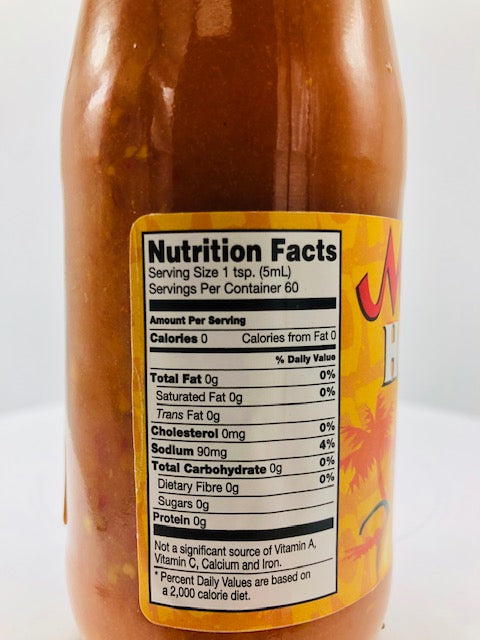 Nutrition Facts
Serving Size 1 tsp. (5mL)
Servings Per Container 60
Amount Per Serving
Calories 0 Calories from Fat 0
% Daily Value
Total Fat 0g 0%
Saturated Fat 0g 0%
Trans Fat 0g
Cholesterol 0mg 0%
Sodium 90mg 4%
Total Carbohydrate 0g 0%
Dietary Fibre 0g 0%
Sugars 0g
Protein 0g
Not a significant source of Vitamin A,
Vitamin C, Calcium and Iron.
* Percent Daily Values are based on
a 2,000 calorie diet.